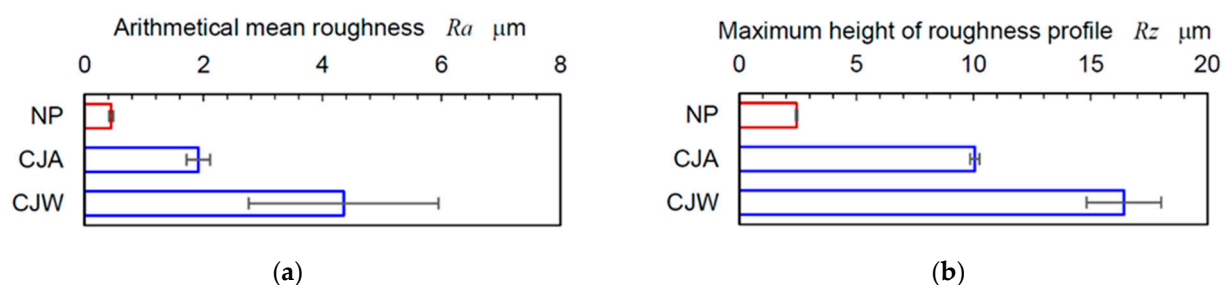 Arithmetical mean roughness Ra μm
0 2 4 6 8
NP
CJA
CJW
(a)
Maximum height of roughness profile Rz μm
0 5 10 15 20
NP
CJA
CJW
(b)